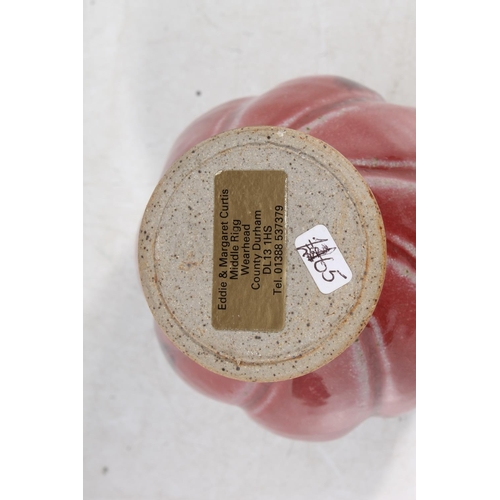 Eddie & Margaret Curtis
Middle Rigg
Wearhead
County Durham
DL13 1HS
Tel. 01388 537379